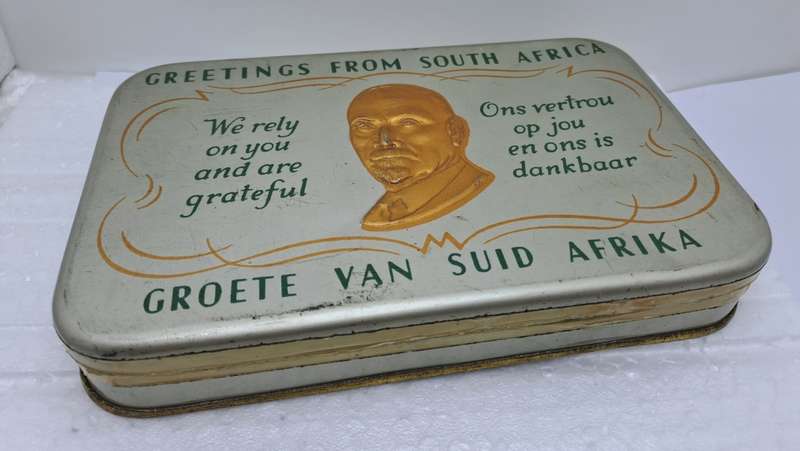 GREETINGS FROM SOUTH AFRICA
We rely
on you
and are
grateful
Ons vertrou
op jou
en ons is
dankbaar
GROETE VAN SUID AFRIKA